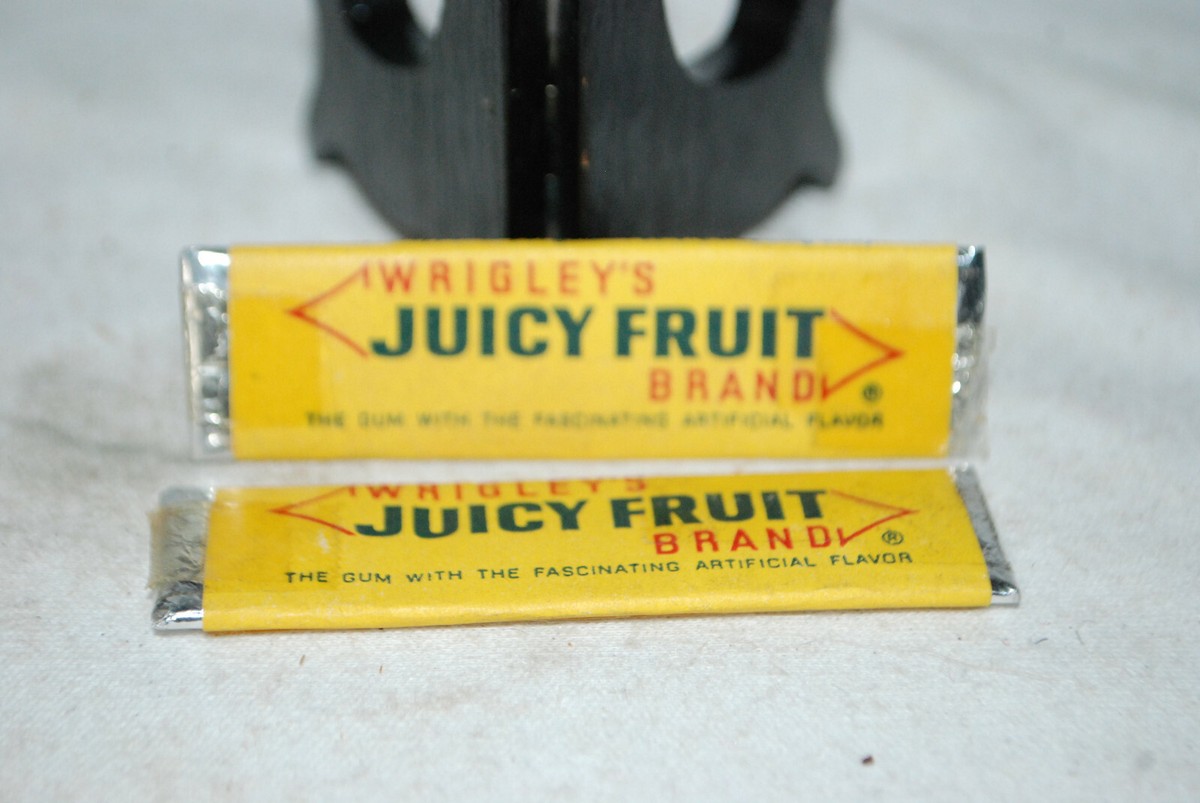 WRIGLEY'S
JUICY FRUIT
BRAND ®
THE GUM WITH THE FASCINATING ARTIFICIAL FLAVOR
WRIGLEY'S
JUICY FRUIT
BRAND ®
THE GUM WITH THE FASCINATING ARTIFICIAL FLAVOR